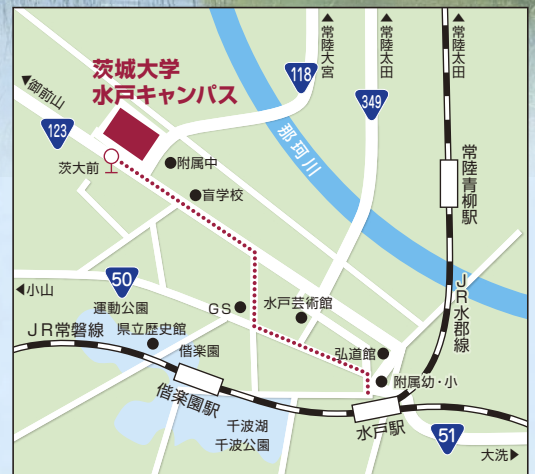 ▲常陸大宮
▲常陸太田
▲常陸太田
茨城大学
水戸キャンパス
118
349
◀御前山
123
那珂川
茨大前
附属中
盲学校
常陸青柳駅
50
◀小山
運動公園
GS
水戸芸術館
JR水郡線
JR常磐線
県立歴史館
偕楽園
弘道館
附属幼・小
偕楽園駅
千波湖
千波公園
水戸駅
51
大洗▶